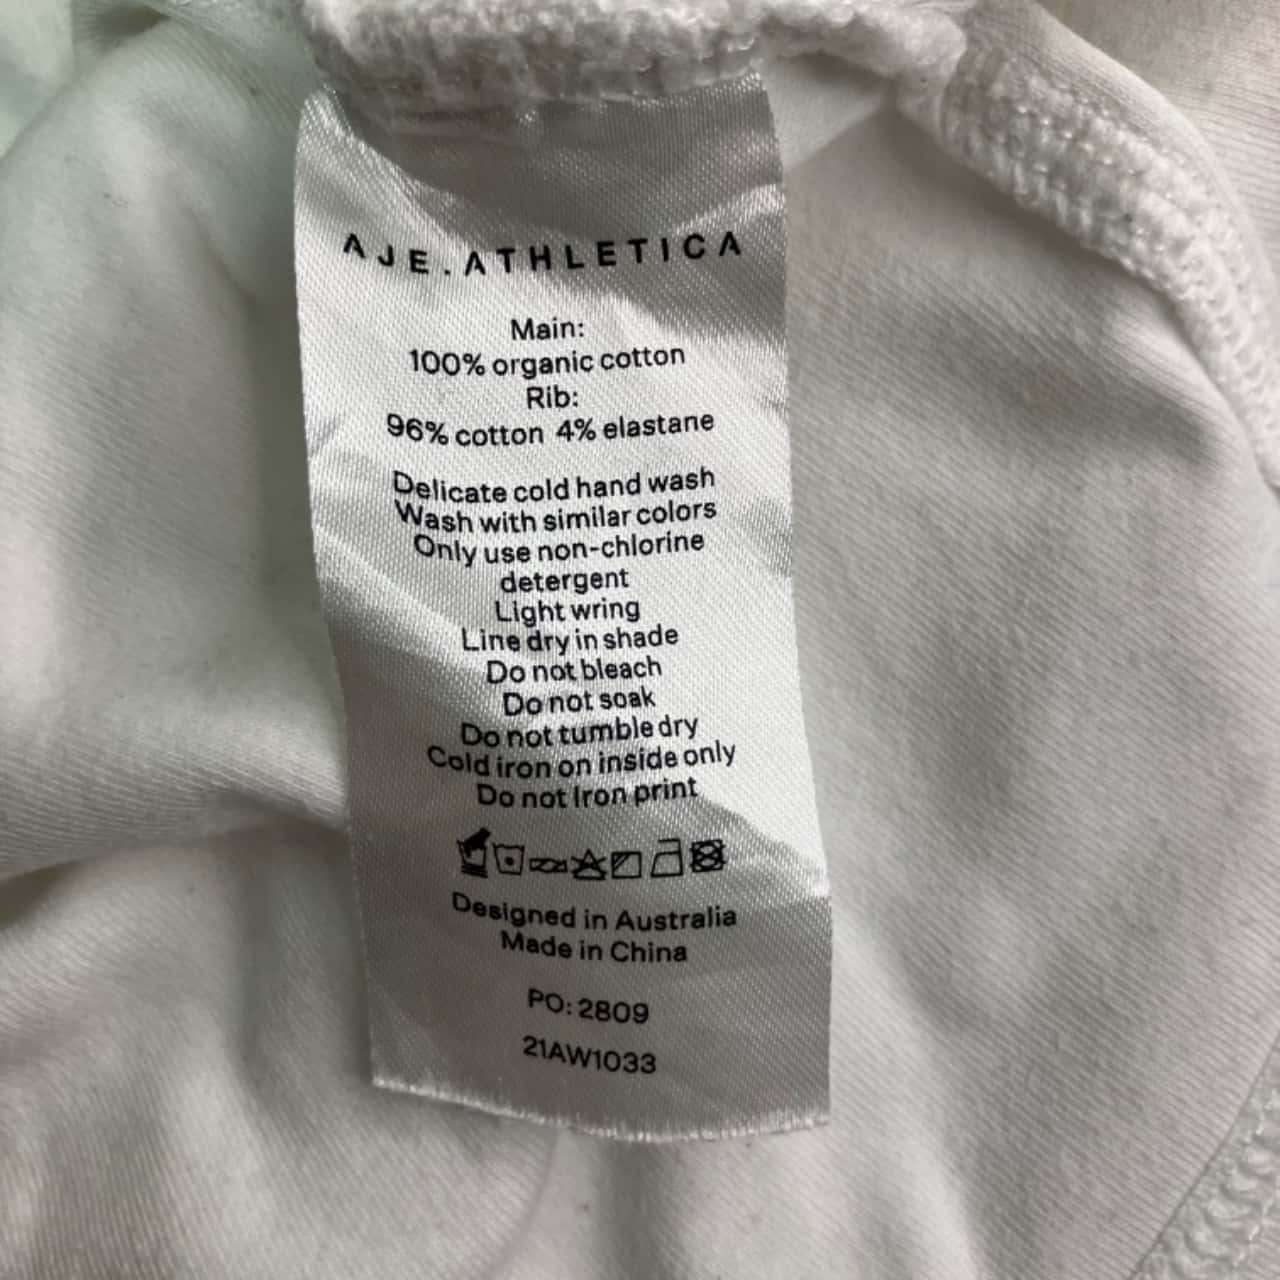 AJE.ATHLETICA
Main:
100% organic cotton
Rib:
96% cotton 4% elastane
Delicate cold hand wash
Wash with similar colors
Only use non-chlorine
detergent
Light wring
Line dry in shade
Do not bleach
Do not soak
Do not tumble dry
Cold iron on inside only
Do not Iron print
Designed in Australia
Made in China
PO: 2809
21AW1033